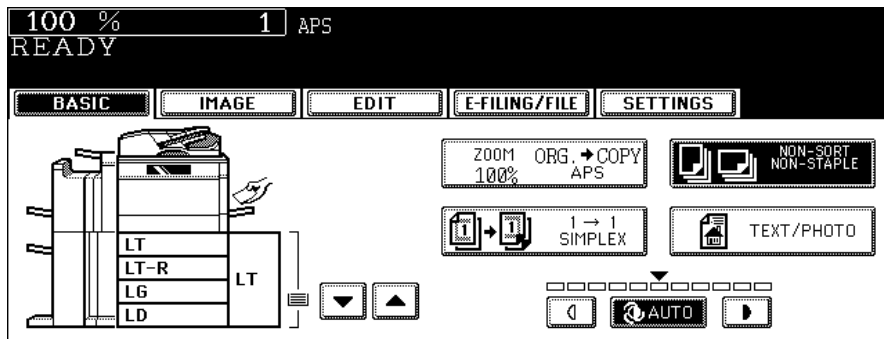 100 % 1 APS
READY
BASIC IMAGE EDIT E-FILING/FILE SETTINGS
ZOOM ORG.➔COPY
100% APS
NON-SORT
NON-STAPLE
1 → 1
SIMPLEX
TEXT/PHOTO
LT
LT-R
LG
LD
LT
AUTO